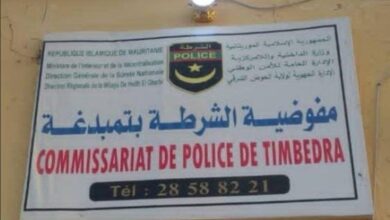 REPUBLIQUE ISLAMIQUE DE MAURITANIE
Ministère de l'Intérieur et de la Décentralisation
Direction Générale de la Sureté Nationale
Direction Régionale de la Wilaya De Hodh El Charbi
الشرطة
POLICE
الجمهورية الإسلامية الموريتانية
وزارة الداخلية واللامركزية
الإدارة العامة للأمن الوطني
الإدارة الجهوية لولاية الحوض الشرقي
مفوضية الشرطة بتمبدغة
COMMISSARIAT DE POLICE DE TIMBEDRA
Tél : 28 58 82 21